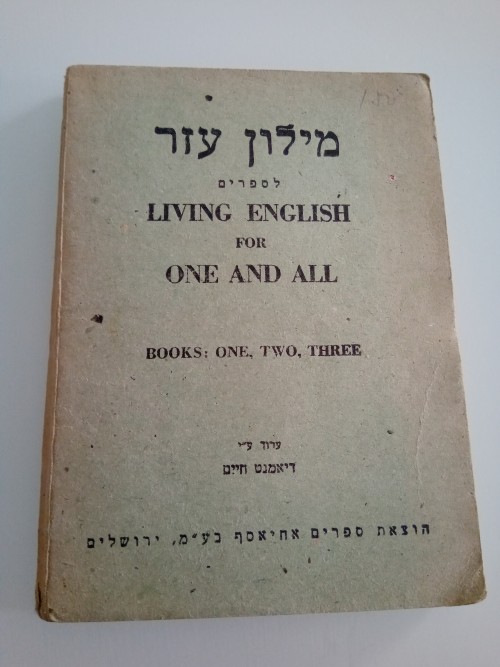 מילון עזר
לספרים
LIVING ENGLISH
FOR
ONE AND ALL
BOOKS: ONE, TWO, THREE
ערוך ע״י
דיאמנט חיים
הוצאת ספרים אחיאסף בע״מ, ירושלים